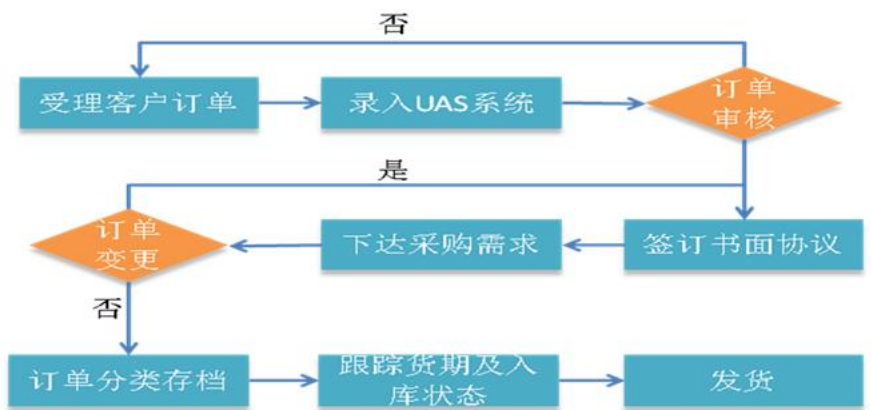 否
受理客户订单
录入UAS系统
订单
审核
是
订单
变更
下达采购需求
签订书面协议
否
订单分类存档
跟踪货期及入
库状态
发货